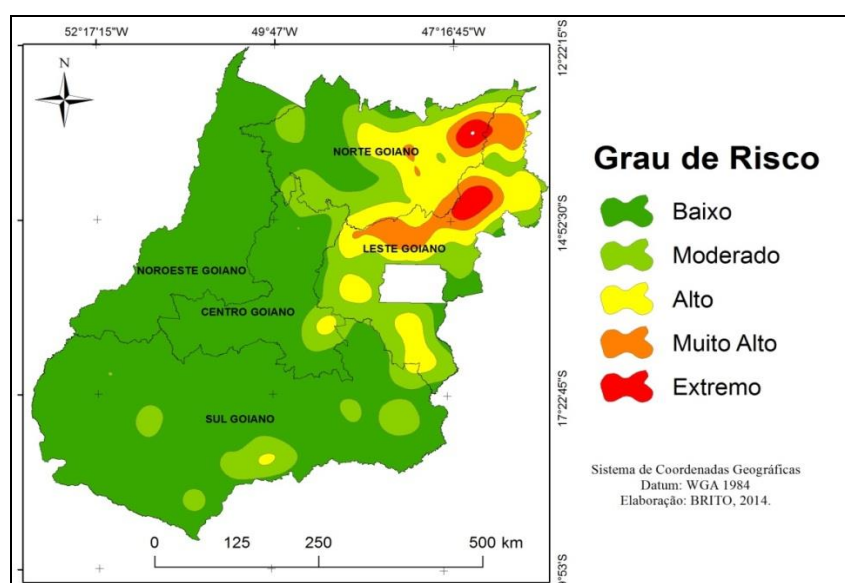 52°17'15"W
49°47'W
47°16'45"W
12°22'15"S
N
NORTE GOIANO
14°52'30"S
LESTE GOIANO
NOROESTE GOIANO
CENTRO GOIANO
17°22'45"S
SUL GOIANO
0 125 250 500 km
9°53'S
Grau de Risco
Baixo
Moderado
Alto
Muito Alto
Extremo
Sistema de Coordenadas Geográficas
Datum: WGA 1984
Elaboração: BRITO, 2014.